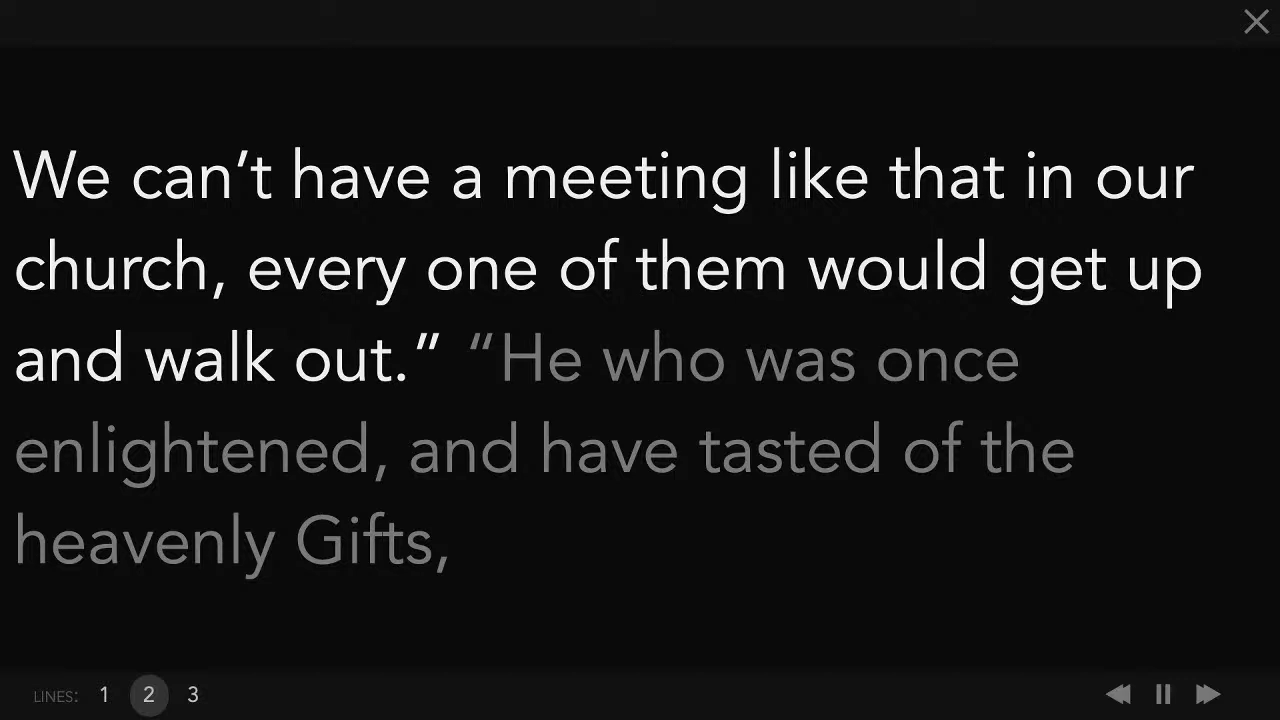 We can’t have a meeting like that in our
church, every one of them would get up
and walk out.” “He who was once
enlightened, and have tasted of the
heavenly Gifts,
LINES: 1 2 3